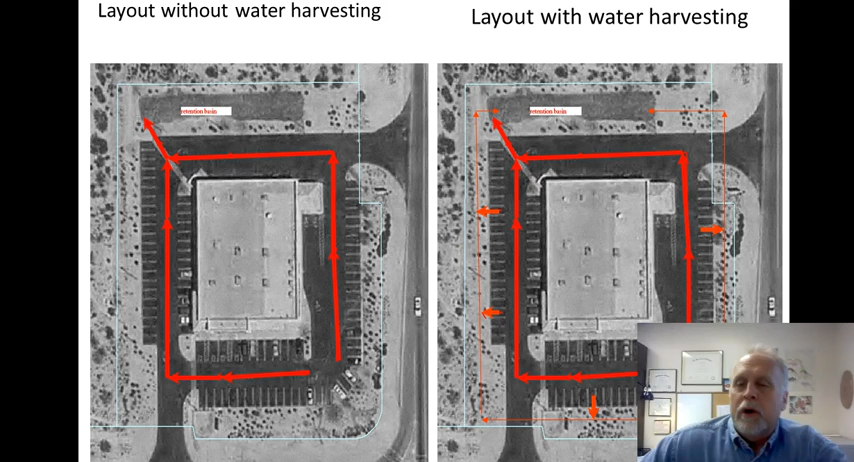 Layout without water harvesting
Layout with water harvesting
retention basin
retention basin